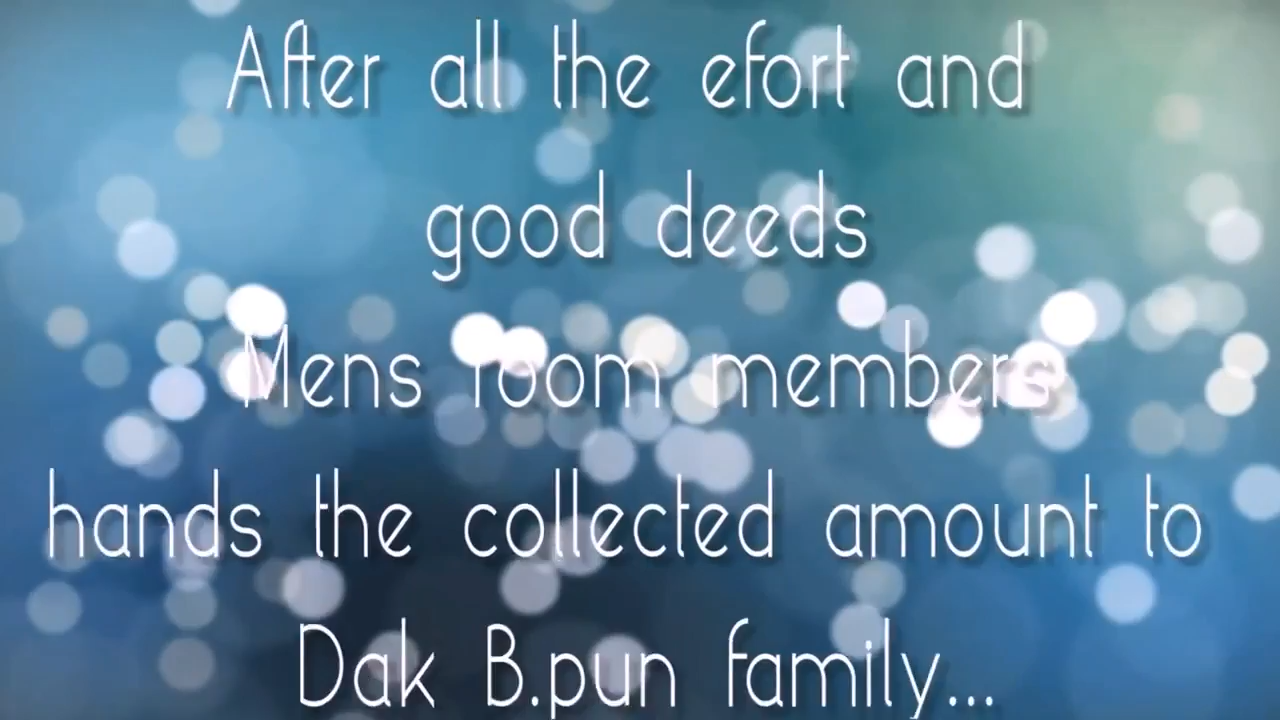 After all the efort and
good deeds
Mens room members
hands the collected amount to
Dak B.pun family...